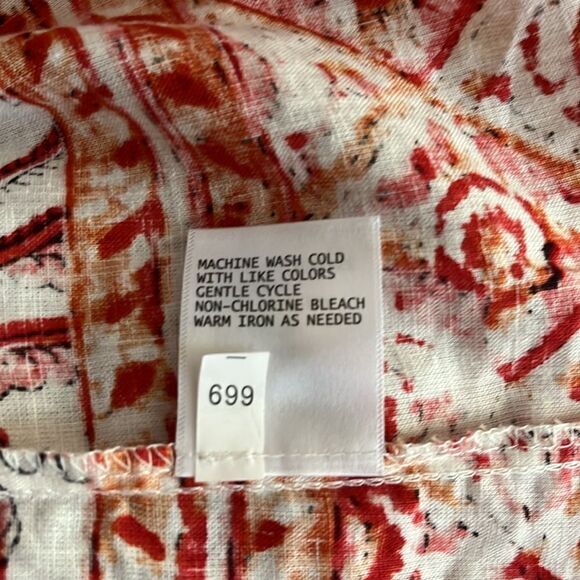 MACHINE WASH COLD
WITH LIKE COLORS
GENTLE CYCLE
NON-CHLORINE BLEACH
WARM IRON AS NEEDED
699